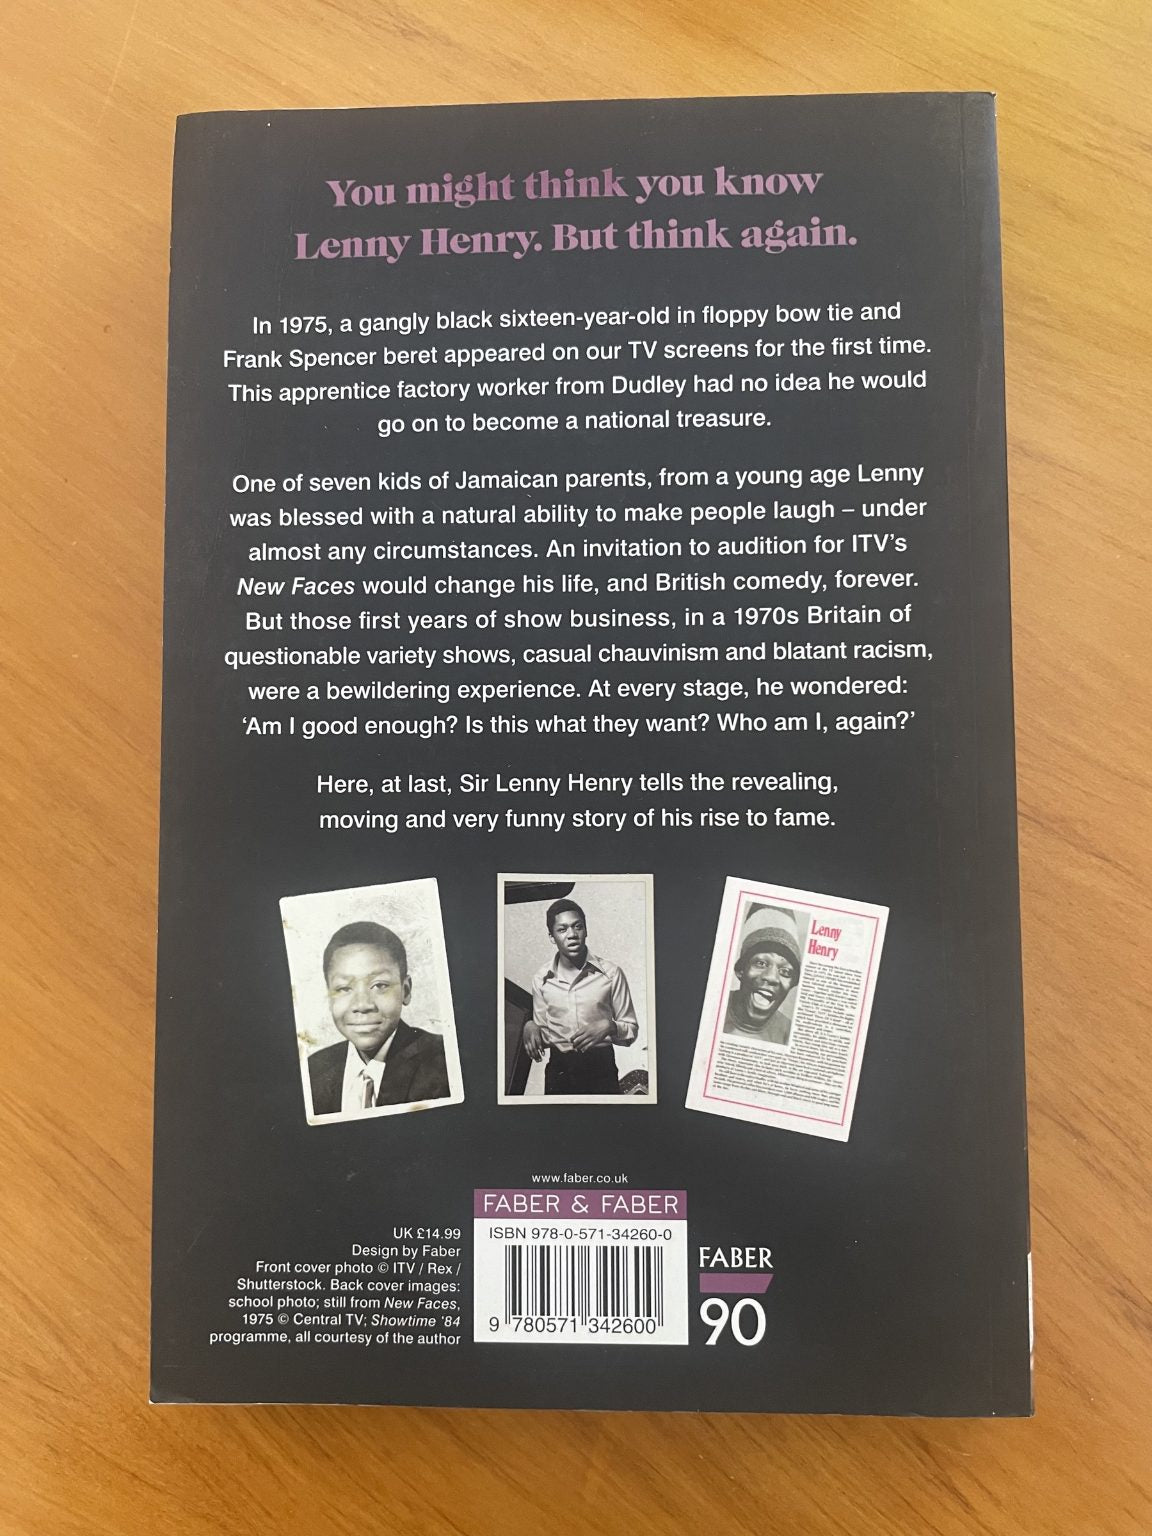 You might think you know
Lenny Henry. But think again.
In 1975, a gangly black sixteen-year-old in floppy bow tie and
Frank Spencer beret appeared on our TV screens for the first time.
This apprentice factory worker from Dudley had no idea he would
go on to become a national treasure.
One of seven kids of Jamaican parents, from a young age Lenny
was blessed with a natural ability to make people laugh – under
almost any circumstances. An invitation to audition for ITV's
New Faces would change his life, and British comedy, forever.
But those first years of show business, in a 1970s Britain of
questionable variety shows, casual chauvinism and blatant racism,
were a bewildering experience. At every stage, he wondered:
‘Am I good enough? Is this what they want? Who am I, again?’
Here, at last, Sir Lenny Henry tells the revealing,
moving and very funny story of his rise to fame.
Lenny
Henry
www.faber.co.uk
FABER & FABER
UK £14.99
Design by Faber
Front cover photo © ITV / Rex /
Shutterstock. Back cover images:
school photo; still from New Faces,
1975 © Central TV; Showtime '84
programme, all courtesy of the author
ISBN 978-0-571-34260-0
9 780571 342600
FABER
90